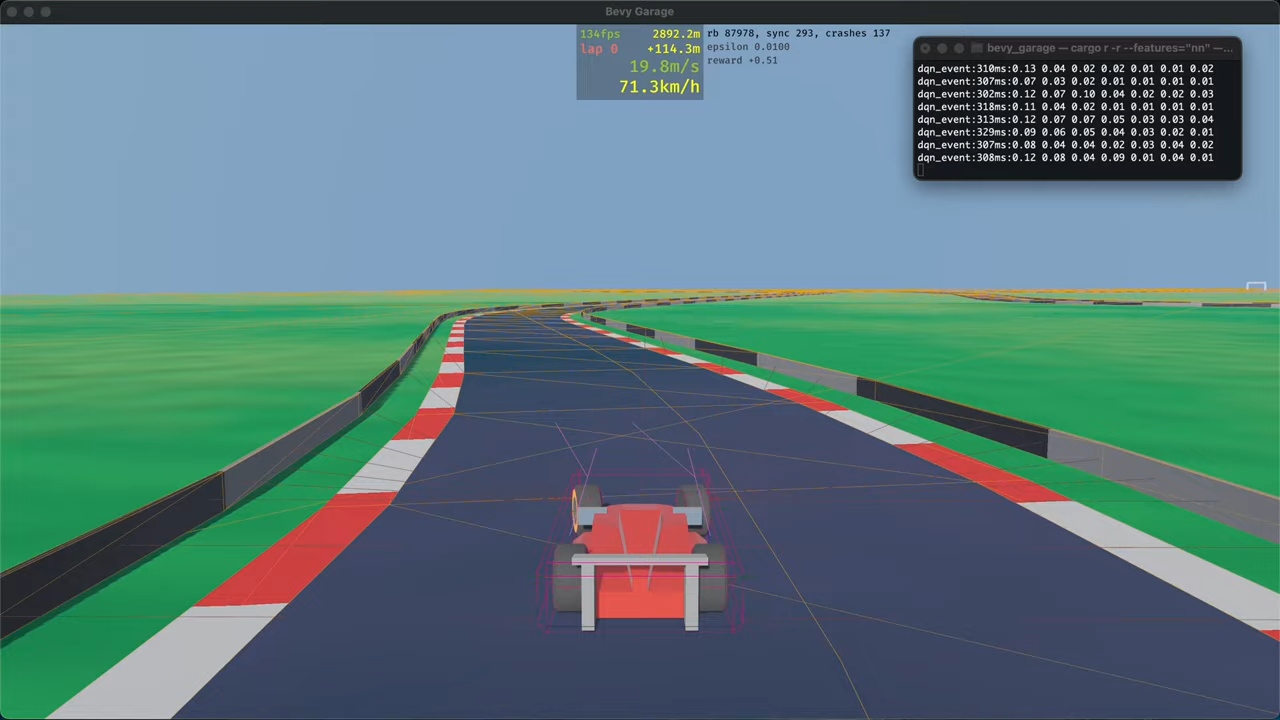 Bevy Garage
134fps 2892.2m
lap 0 +114.3m
19.8m/s
71.3km/h
rb 87978, sync 293, crashes 137
epsilon 0.0100
reward +0.51
bevy_garage — cargo r -r --features="nn" —...
dqn_event:310ms:0.13 0.04 0.02 0.02 0.01 0.01 0.02
dqn_event:307ms:0.07 0.03 0.02 0.01 0.01 0.01 0.01
dqn_event:302ms:0.12 0.07 0.10 0.04 0.02 0.02 0.03
dqn_event:318ms:0.11 0.04 0.02 0.01 0.01 0.01 0.01
dqn_event:313ms:0.12 0.07 0.07 0.05 0.03 0.03 0.04
dqn_event:329ms:0.09 0.06 0.05 0.04 0.03 0.02 0.01
dqn_event:307ms:0.08 0.04 0.04 0.02 0.03 0.04 0.02
dqn_event:308ms:0.12 0.08 0.04 0.09 0.01 0.04 0.01